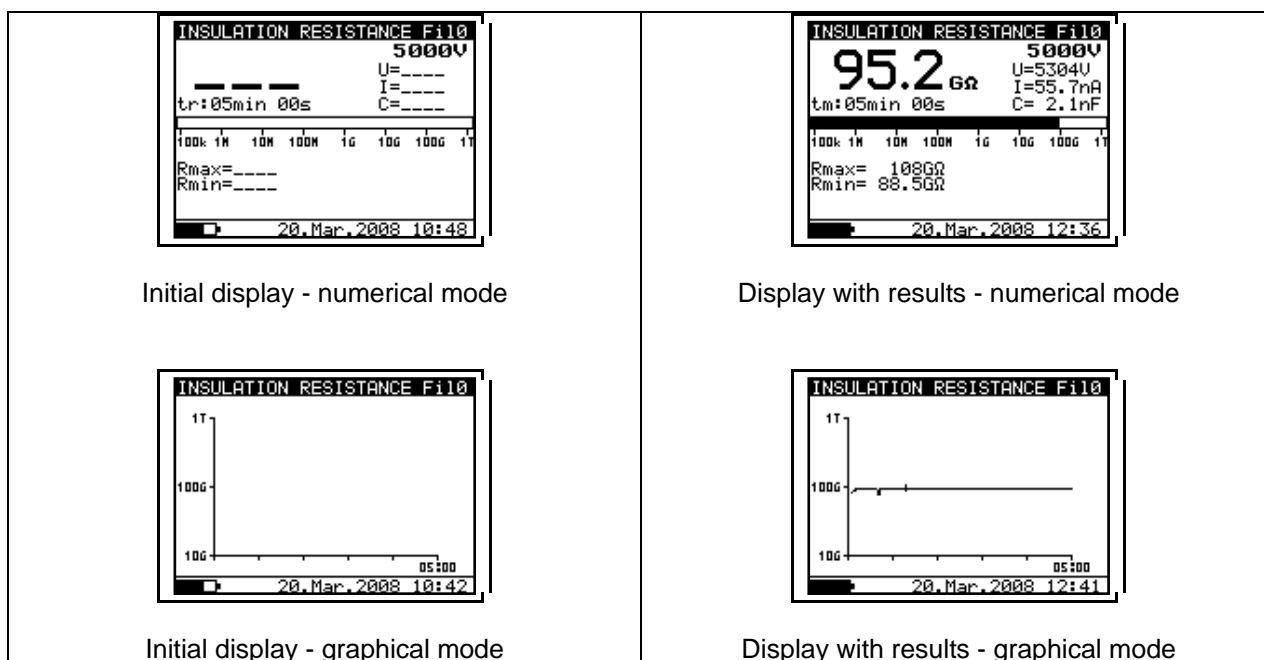 INSULATION RESISTANCE Fil0
5000V
U=____
I=____
tr:05min 00s C=____
100k 1M 10M 100M 1G 10G 100G 1T
Rmax=____
Rmin=____
20.Mar.2008 10:48
Initial display - numerical mode
INSULATION RESISTANCE Fil0
5000V
95.2 GΩ U=5304V
I=55.7nA
tm:05min 00s C= 2.1nF
100k 1M 10M 100M 1G 10G 100G 1T
Rmax= 108GΩ
Rmin= 88.5GΩ
20.Mar.2008 12:36
Display with results - numerical mode
INSULATION RESISTANCE Fil0
1T
100G
10G
05:00
20.Mar.2008 10:42
Initial display - graphical mode
INSULATION RESISTANCE Fil0
1T
100G
10G
05:00
20.Mar.2008 12:41
Display with results - graphical mode